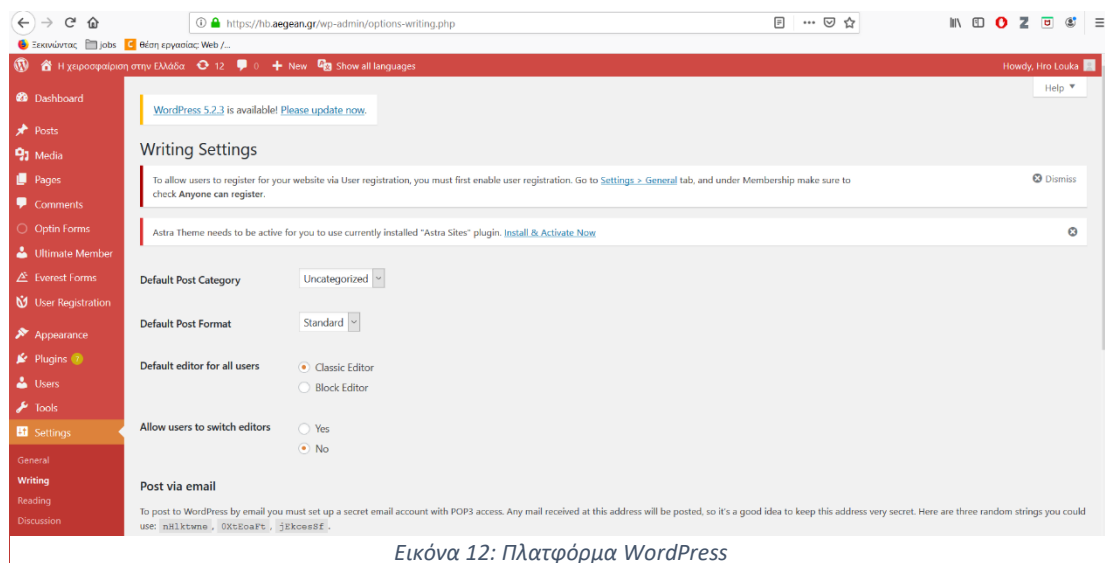 https://hb.aegean.gr/wp-admin/options-writing.php
Ξεκινώντας jobs θέση εργασίας: Web /...
Η χειροσφαίριση στην Ελλάδα 12 0 + New Show all languages Howdy, Hro Louka
Help
Dashboard
WordPress 5.2.3 is available! Please update now.
Posts
Media
Writing Settings
Pages
To allow users to register for your website via User registration, you must first enable user registration. Go to Settings > General tab, and under Membership make sure to
check Anyone can register.
Dismiss
Comments
Optin Forms
Astra Theme needs to be active for you to use currently installed "Astra Sites" plugin. Install & Activate Now
Ultimate Member
Everest Forms
Default Post Category Uncategorized
User Registration
Default Post Format Standard
Appearance
Plugins
Default editor for all users Classic Editor
Users
Block Editor
Tools
Settings
Allow users to switch editors Yes
No
General
Writing
Post via email
Reading
To post to WordPress by email you must set up a secret email account with POP3 access. Any mail received at this address will be posted, so it's a good idea to keep this address very secret. Here are three random strings you could
Discussion
use: nHlktwne , 0XtEoaFt , jEkcesSf .
Εικόνα 12: Πλατφόρμα WordPress